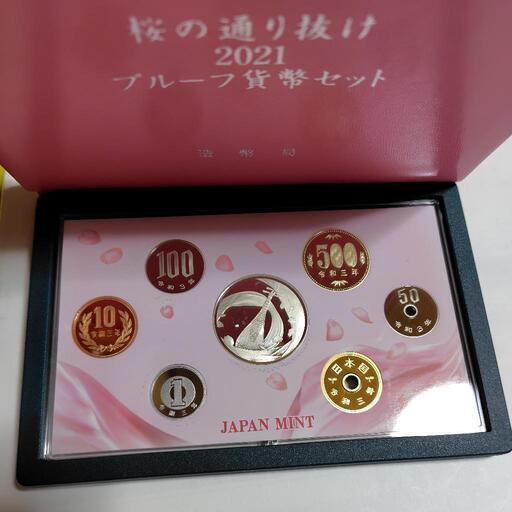 桜の通り抜け
2021
プルーフ貨幣セット
造幣局
100
令和3年
500
令和三年
10
令和三年
50
令和3年
1
令和三年
日本国
令和三
JAPAN MINT